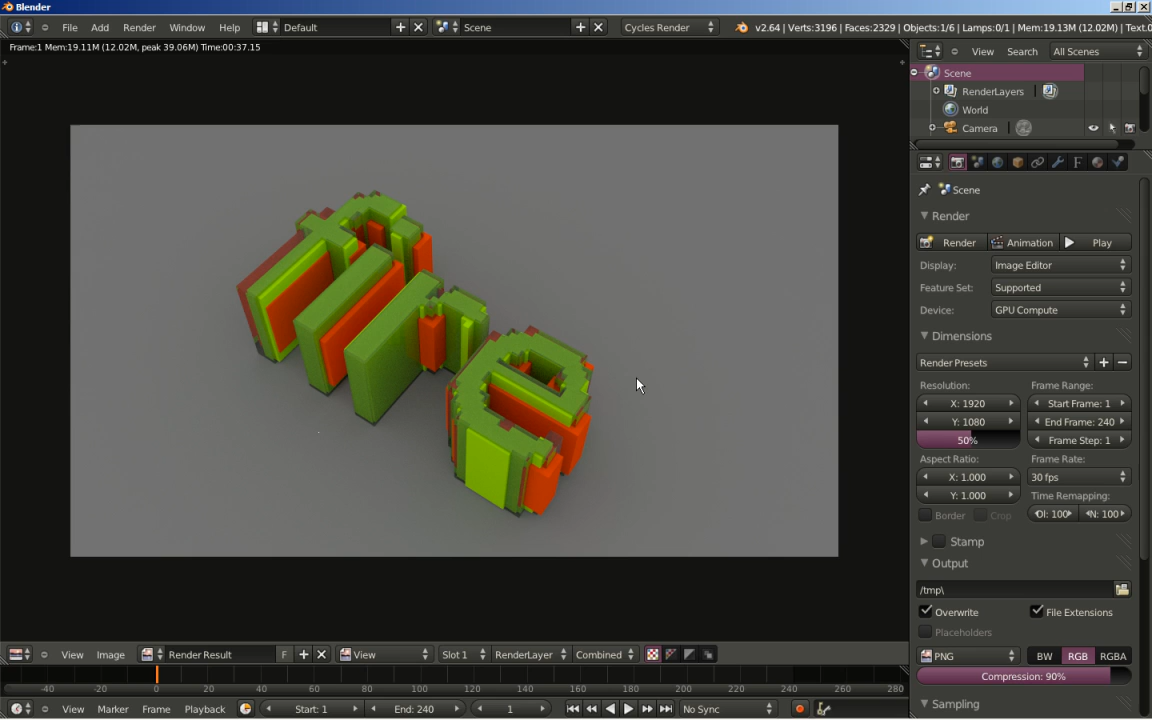 Blender
File Add Render Window Help Default Scene Cycles Render v2.64 | Verts:3196 | Faces:2329 | Objects:1/6 | Lamps:0/1 | Mem:19.13M (12.02M) | Text.0
Frame:1 Mem:19.11M (12.02M, peak 39.06M) Time:00:37.15
View Search All Scenes
Scene
RenderLayers
World
Camera
Scene
Render
Render Animation Play
Display: Image Editor
Feature Set: Supported
Device: GPU Compute
Dimensions
Render Presets
Resolution: Frame Range:
X: 1920 Start Frame: 1
Y: 1080 End Frame: 240
50% Frame Step: 1
Aspect Ratio: Frame Rate:
X: 1.000 30 fps
Y: 1.000 Time Remapping:
Border Crop N: 100
Stamp
Output
/tmp\
Overwrite File Extensions
Placeholders
PNG BW RGB RGBA
Compression: 90%
Sampling
View Image Render Result F View Slot 1 RenderLayer Combined
-40 -20 0 20 40 60 80 100 120 140 160 180 200 220 240 260 280
View Marker Frame Playback Start: 1 End: 240 1 No Sync